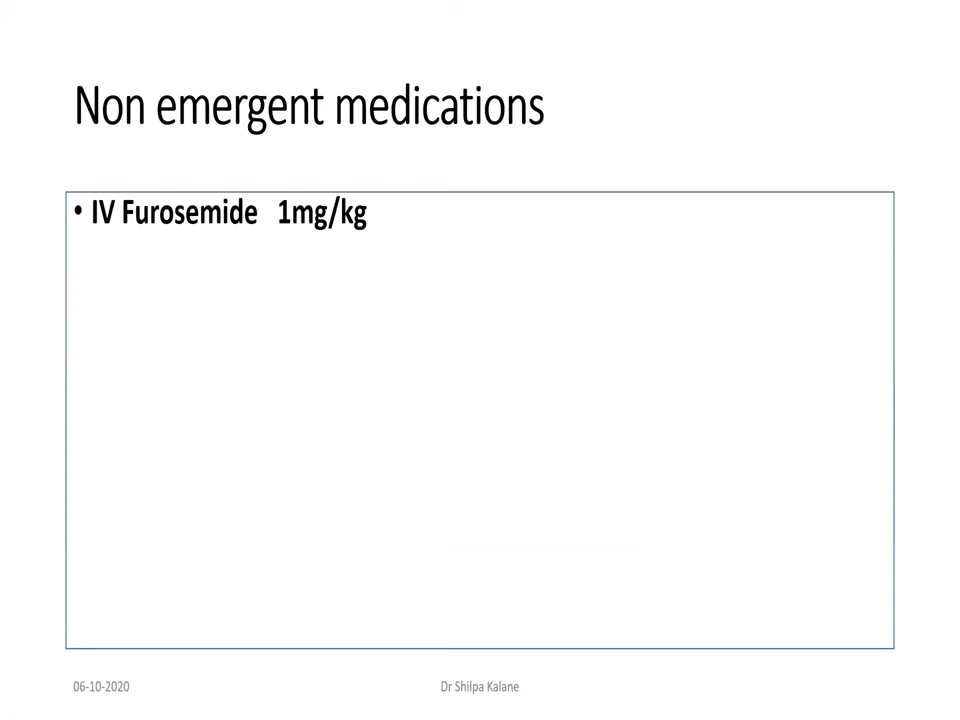 Non emergent medications
• IV Furosemide 1mg/kg
06-10-2020
Dr Shilpa Kalane